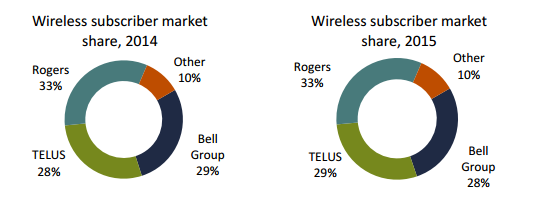 Wireless subscriber market
share, 2014
Other
10%
Rogers
33%
Bell
Group
29%
TELUS
28%
Wireless subscriber market
share, 2015
Other
10%
Rogers
33%
Bell
Group
28%
TELUS
29%